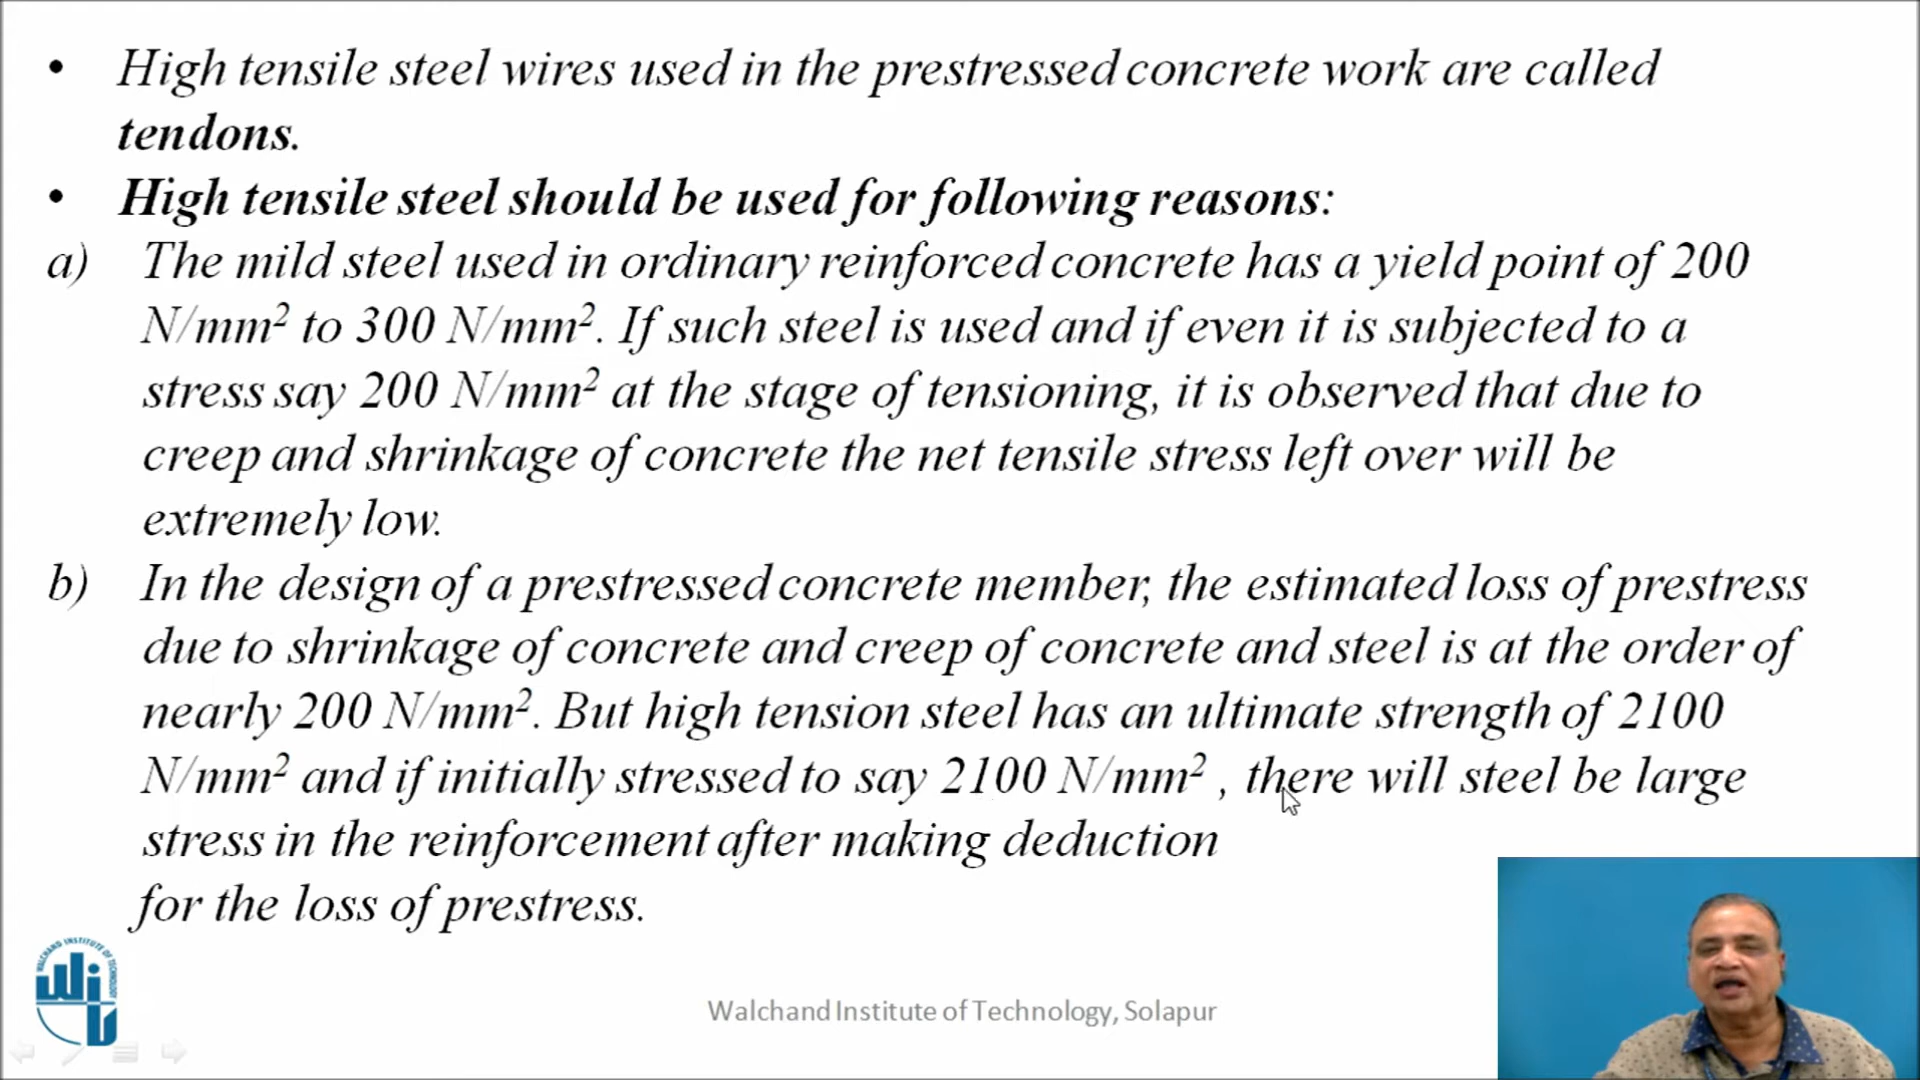 • High tensile steel wires used in the prestressed concrete work are called
tendons.
• High tensile steel should be used for following reasons:
a) The mild steel used in ordinary reinforced concrete has a yield point of 200
N/mm² to 300 N/mm². If such steel is used and if even it is subjected to a
stress say 200 N/mm² at the stage of tensioning, it is observed that due to
creep and shrinkage of concrete the net tensile stress left over will be
extremely low.
b) In the design of a prestressed concrete member, the estimated loss of prestress
due to shrinkage of concrete and creep of concrete and steel is at the order of
nearly 200 N/mm². But high tension steel has an ultimate strength of 2100
N/mm² and if initially stressed to say 2100 N/mm² , there will steel be large
stress in the reinforcement after making deduction
for the loss of prestress.
WALCHAND INSTITUTE OF TECHNOLOGY
wit
Walchand Institute of Technology, Solapur